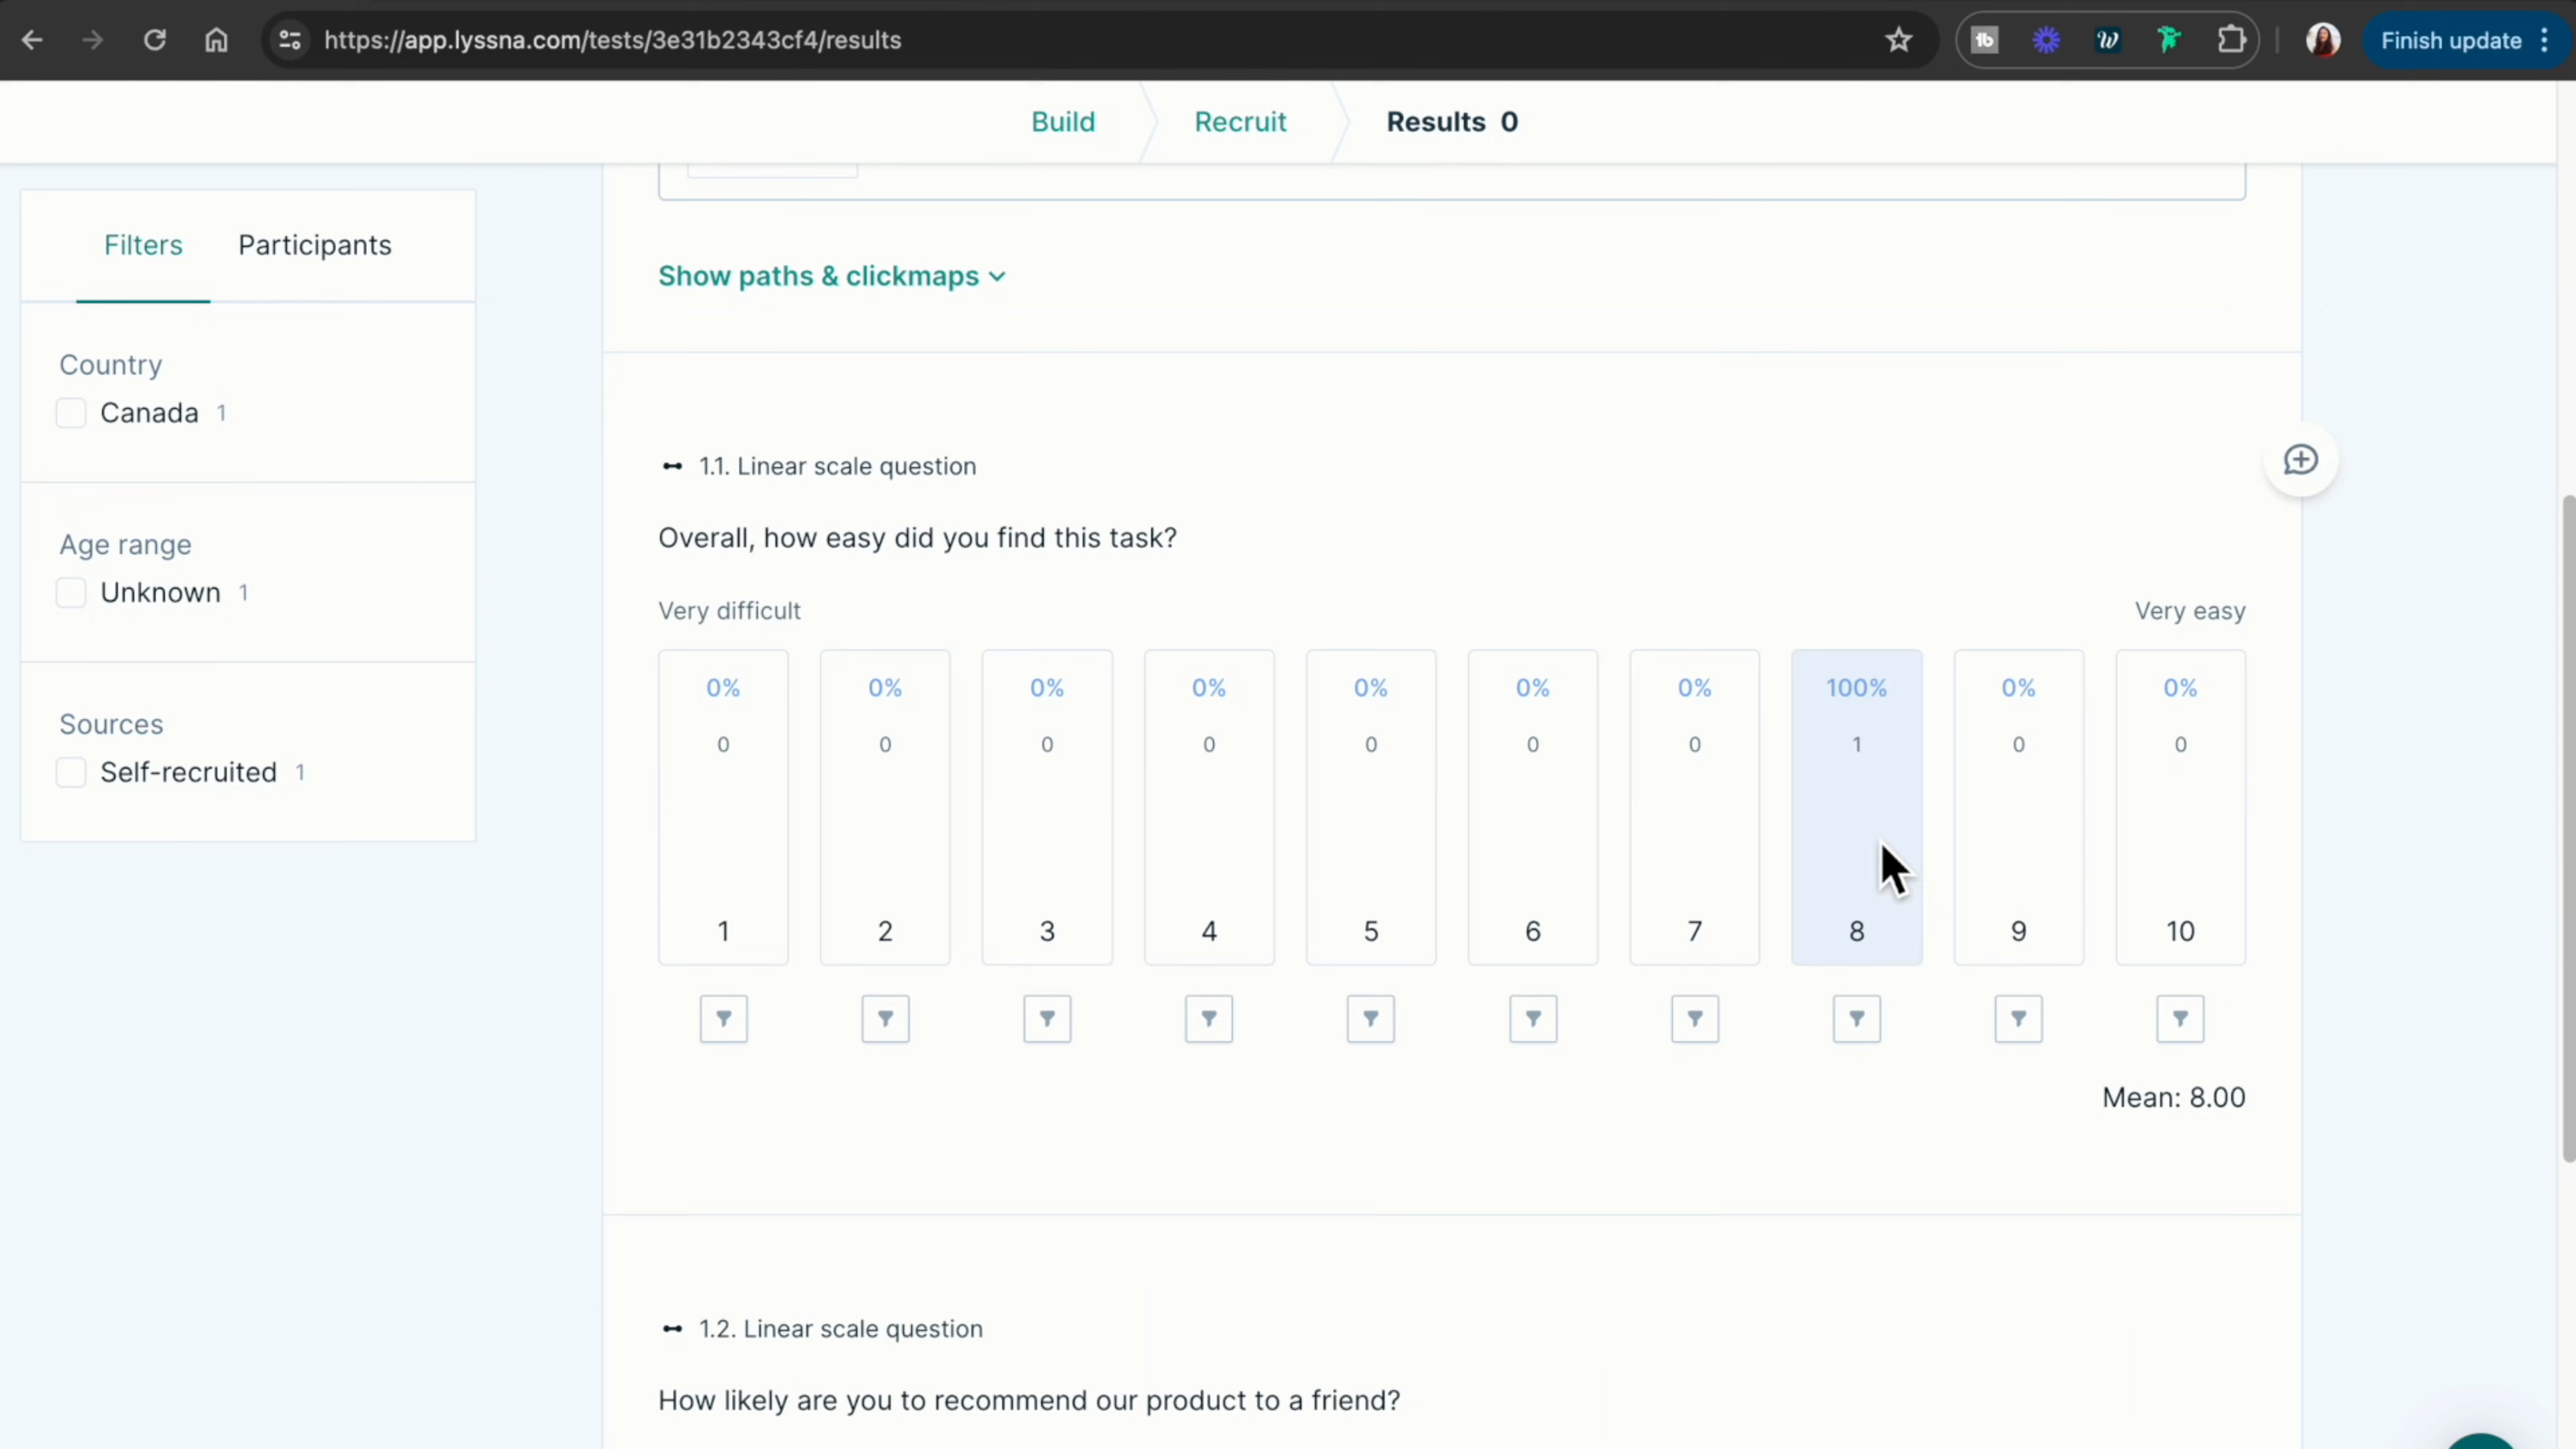 https://app.lyssna.com/tests/3e31b2343cf4/results
Finish update
Build
Recruit
Results 0
Filters
Participants
Country
Canada 1
Age range
Unknown 1
Sources
Self-recruited 1
Show paths & clickmaps
1.1. Linear scale question
Overall, how easy did you find this task?
Very difficult
Very easy
0% 0% 0% 0% 0% 0% 0% 100% 0% 0%
0 0 0 0 0 0 0 1 0 0
1 2 3 4 5 6 7 8 9 10
Mean: 8.00
1.2. Linear scale question
How likely are you to recommend our product to a friend?